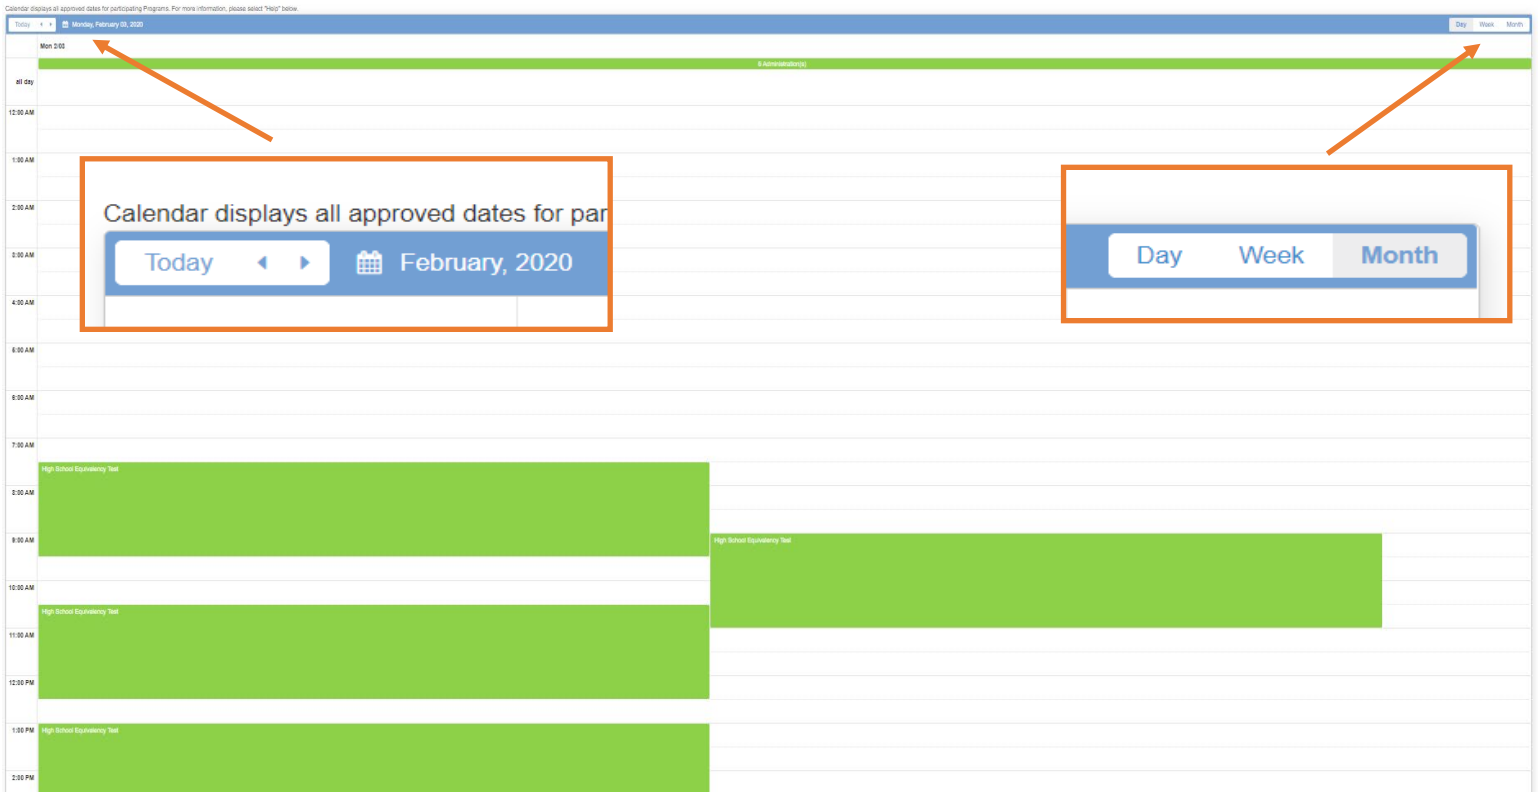 Calendar displays all approved dates for participating Programs. For more information, please select "Help" below.
Today Monday, February 03, 2020 Day Week Month
Mon 2/03
8 Administration(s)
all day
12:00 AM
1:00 AM
2:00 AM
Calendar displays all approved dates for par
Today February, 2020
Day Week Month
3:00 AM
4:00 AM
5:00 AM
6:00 AM
7:00 AM
High School Equivalency Test
8:00 AM
9:00 AM
High School Equivalency Test
10:00 AM
High School Equivalency Test
11:00 AM
12:00 PM
1:00 PM
High School Equivalency Test
2:00 PM